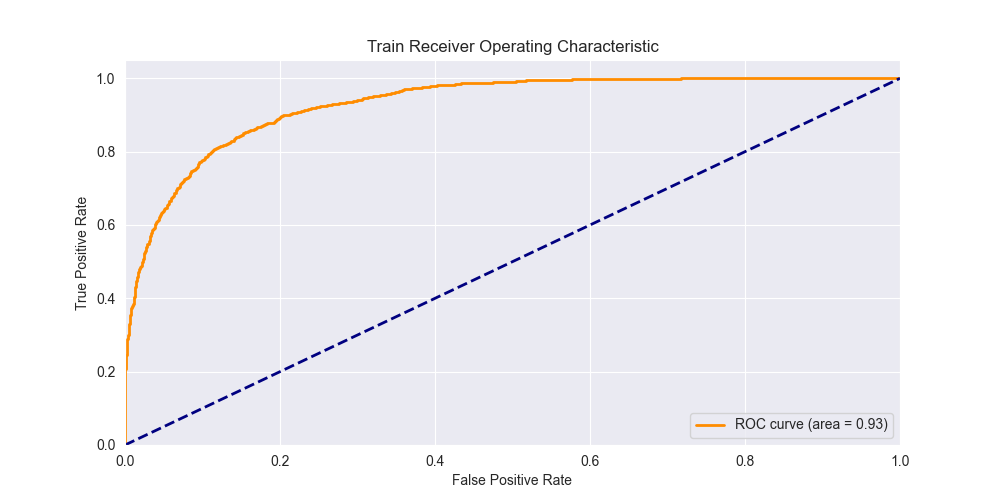 Train Receiver Operating Characteristic
True Positive Rate
1.0
0.8
0.6
0.4
0.2
0.0
0.0 0.2 0.4 0.6 0.8 1.0
False Positive Rate
ROC curve (area = 0.93)